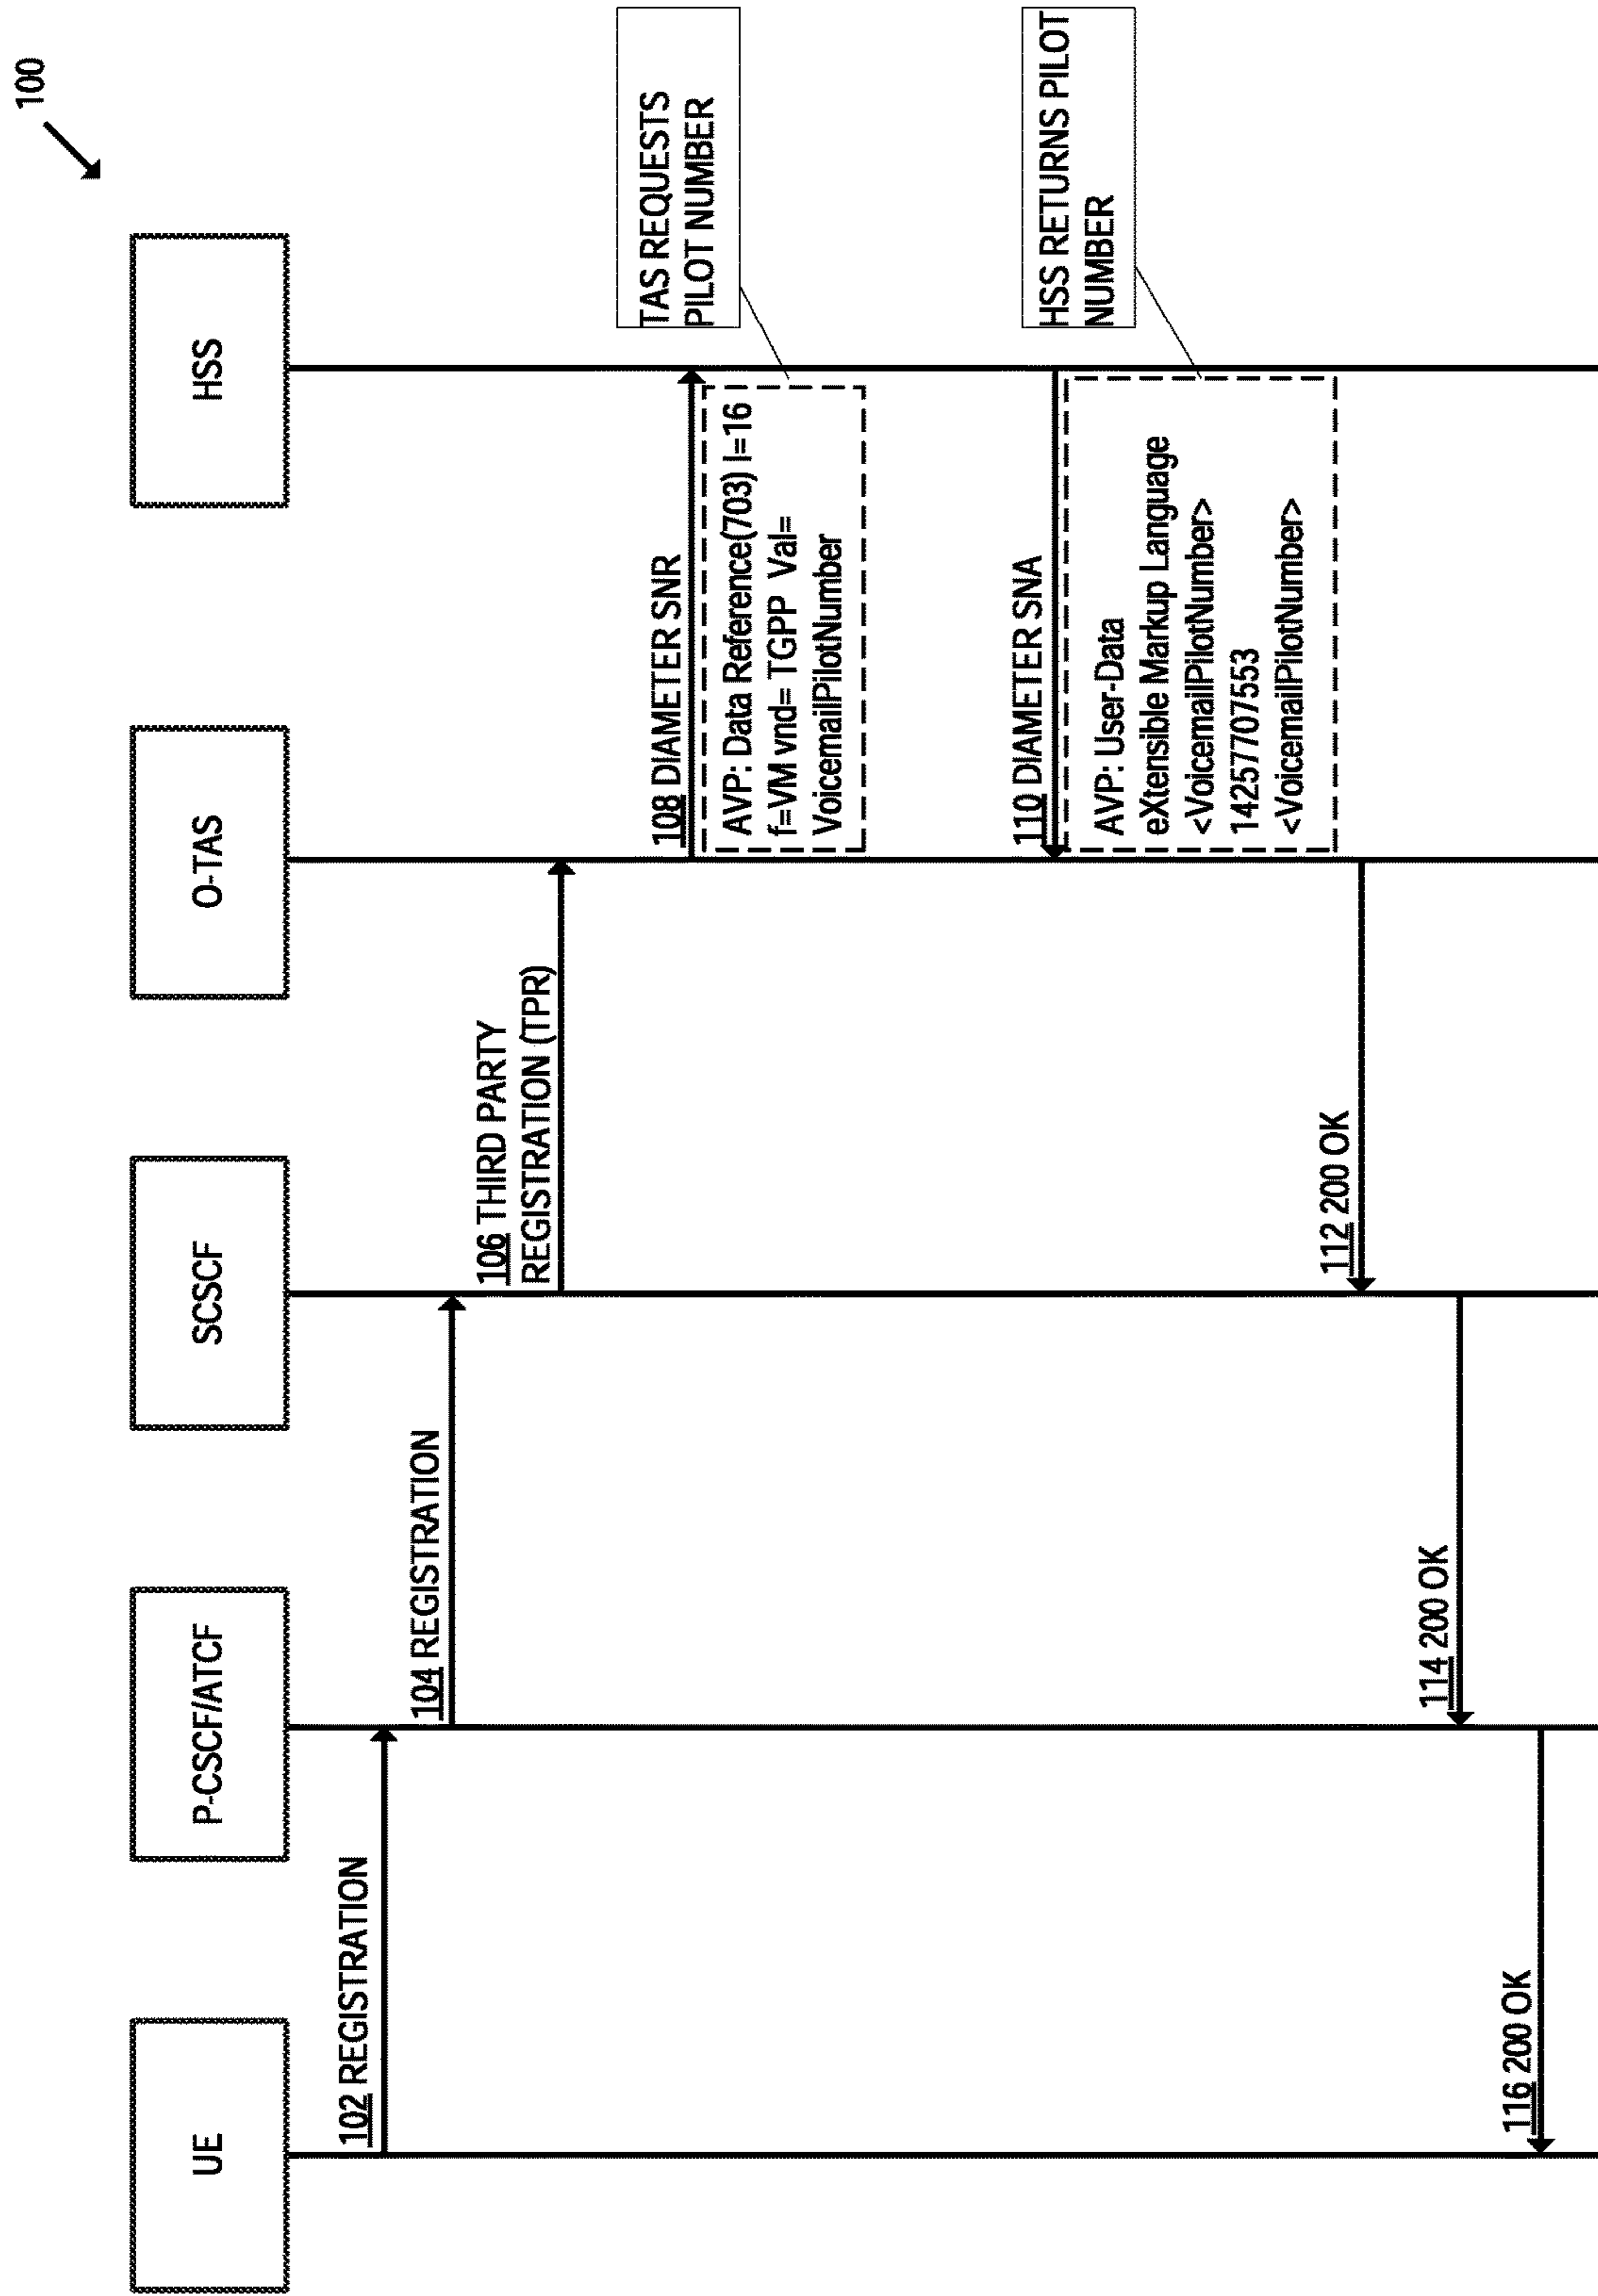 100
UE
P-CSCF/ATCF
SCSCF
O-TAS
HSS
102 REGISTRATION
104 REGISTRATION
106 THIRD PARTY
REGISTRATION (TPR)
108 DIAMETER SNR
AVP: Data Reference(703) l=16
f=VM vnd= TGPP Val=
VoicemailPilotNumber
TAS REQUESTS
PILOT NUMBER
110 DIAMETER SNA
AVP: User-Data
eXtensible Markup Language
<VoicemailPilotNumber>
14257707553
<VoicemailPilotNumber>
HSS RETURNS PILOT
NUMBER
112 200 OK
114 200 OK
116 200 OK